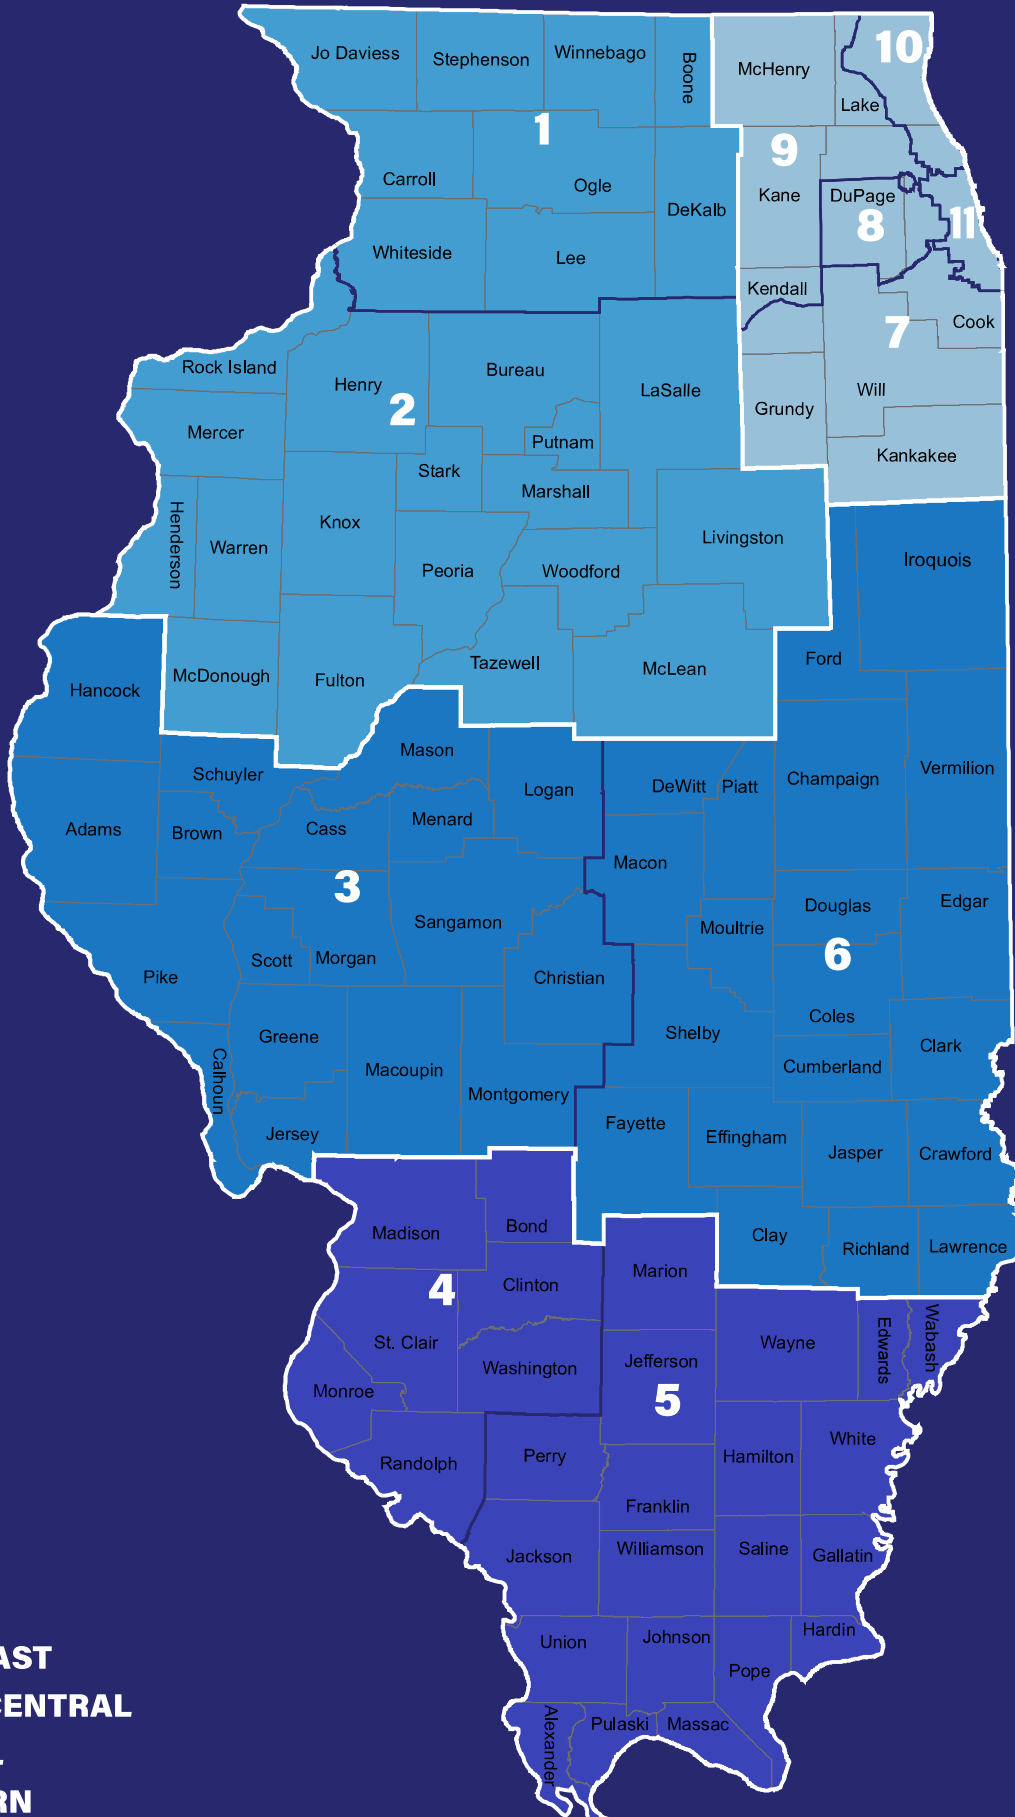 Jo Daviess
Stephenson
Winnebago
Boone
McHenry
10
Lake
1
9
Carroll
Ogle
DeKalb
Kane
DuPage
8
11
Whiteside
Lee
Kendall
7
Cook
Rock Island
Henry
2
Bureau
LaSalle
Will
Grundy
Mercer
Putnam
Kankakee
Stark
Marshall
Henderson
Warren
Knox
Livingston
Iroquois
Peoria
Woodford
McDonough
Fulton
Tazewell
McLean
Ford
Hancock
Mason
Schuyler
Logan
DeWitt
Piatt
Champaign
Vermilion
Adams
Brown
Cass
Menard
Macon
3
Sangamon
Moultrie
Douglas
Edgar
6
Scott
Morgan
Pike
Christian
Coles
Greene
Shelby
Clark
Calhoun
Macoupin
Montgomery
Cumberland
Jersey
Fayette
Effingham
Jasper
Crawford
Madison
Bond
Clay
Richland
Lawrence
4
Clinton
Marion
St. Clair
Washington
Jefferson
5
Wayne
Edwards
Wabash
Monroe
Randolph
Perry
Hamilton
White
Franklin
Jackson
Williamson
Saline
Gallatin
Union
Johnson
Hardin
Pope
Alexander
Pulaski
Massac
AST
CENTRAL
RN